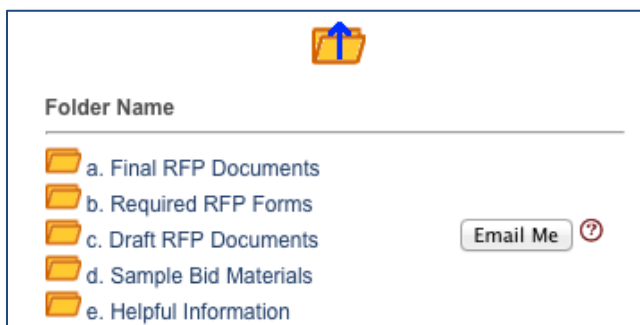 Folder Name
a. Final RFP Documents
b. Required RFP Forms
c. Draft RFP Documents Email Me ?
d. Sample Bid Materials
e. Helpful Information